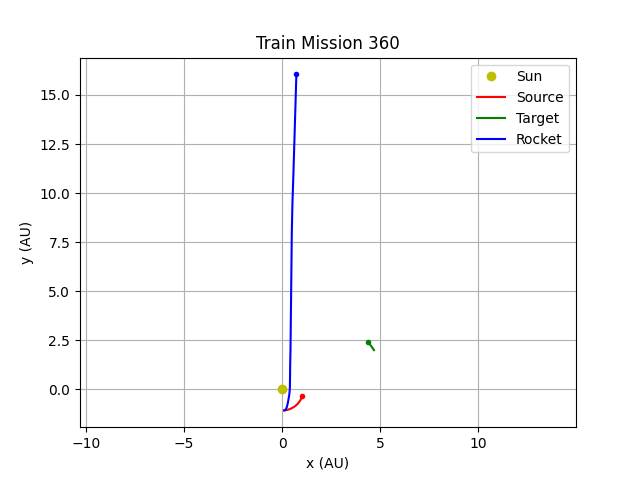 Train Mission 360
Sun
Source
Target
Rocket
15.0
12.5
10.0
7.5
5.0
2.5
0.0
y (AU)
−10
−5
0
5
10
x (AU)